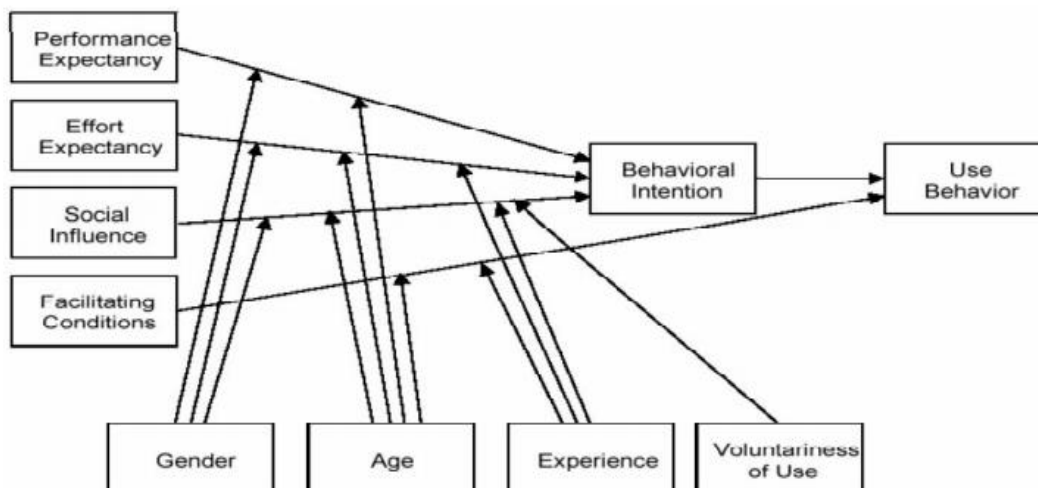 Performance
Expectancy
Effort
Expectancy
Social
Influence
Facilitating
Conditions
Behavioral
Intention
Use
Behavior
Gender
Age
Experience
Voluntariness
of Use